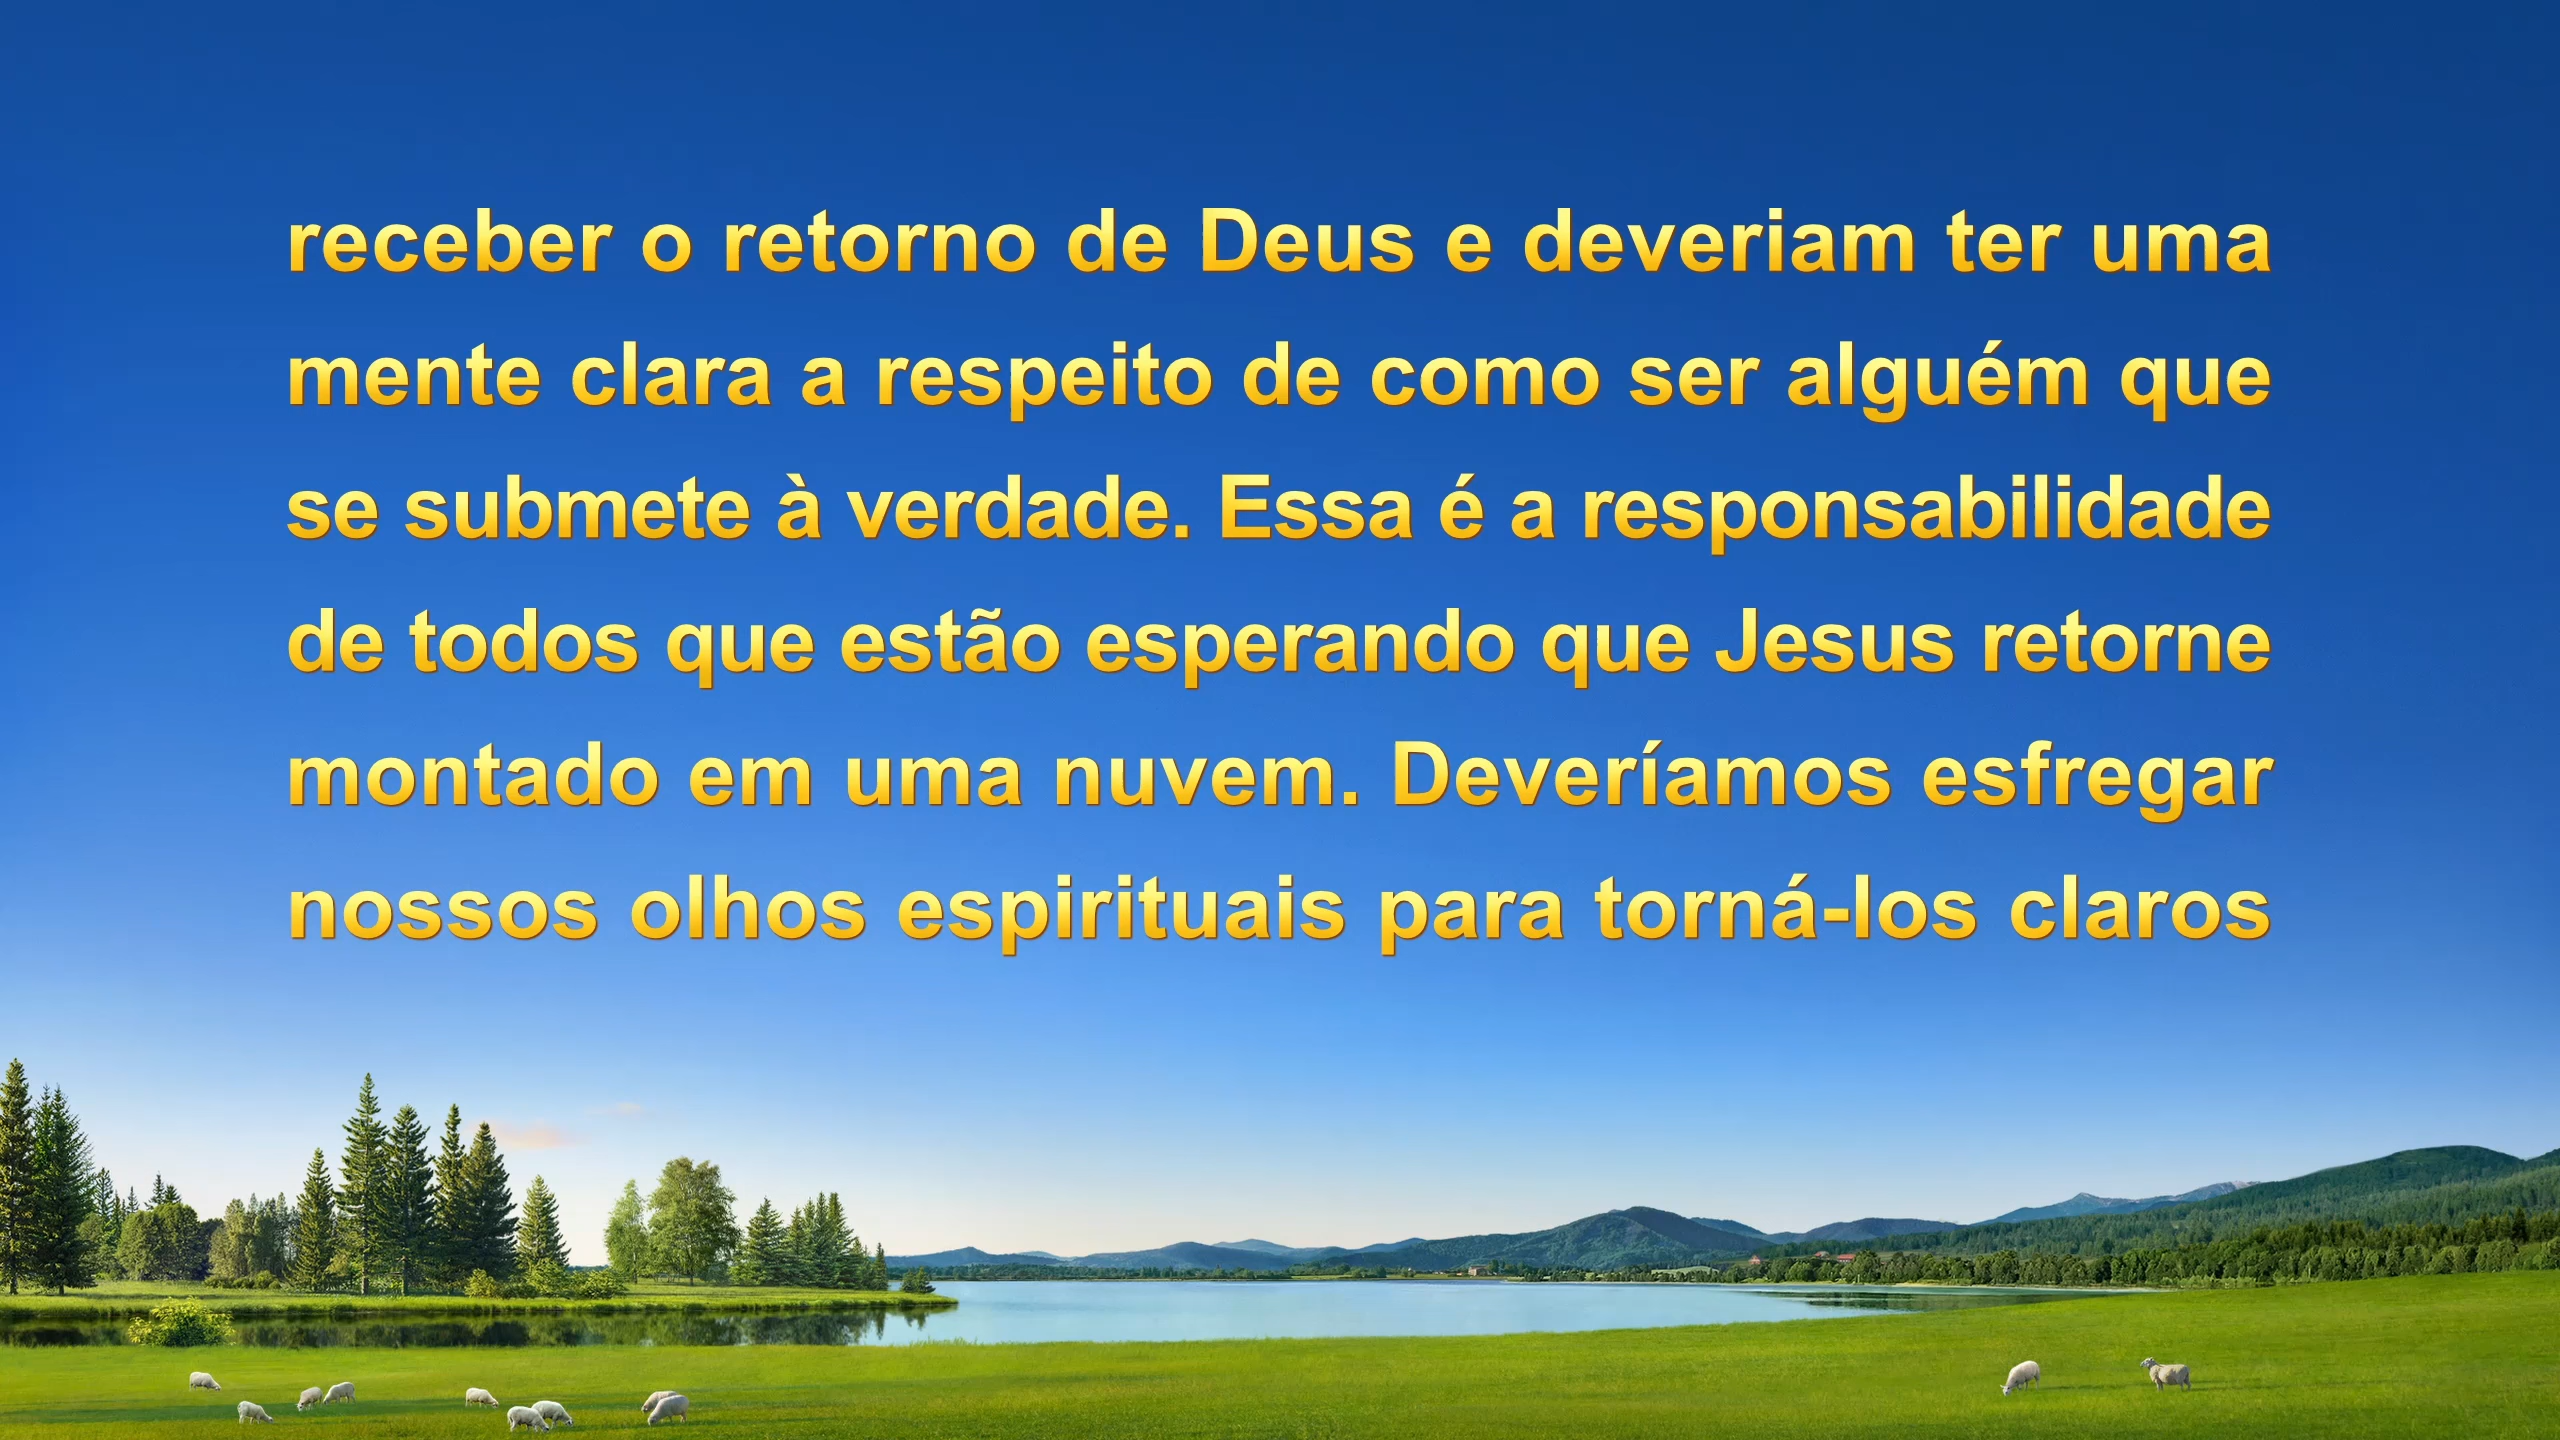 receber o retorno de Deus e deveriam ter uma
mente clara a respeito de como ser alguém que
se submete à verdade. Essa é a responsabilidade
de todos que estão esperando que Jesus retorne
montado em uma nuvem. Deveríamos esfregar
nossos olhos espirituais para torná-los claros